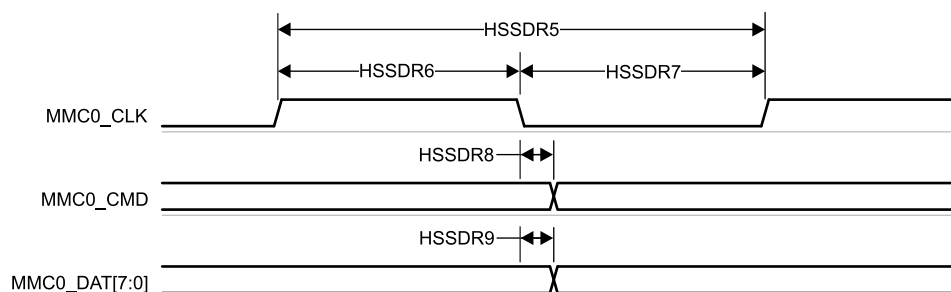 HSSDR5
HSSDR6 HSSDR7
MMC0_CLK
HSSDR8
MMC0_CMD
HSSDR9
MMC0_DAT[7:0]